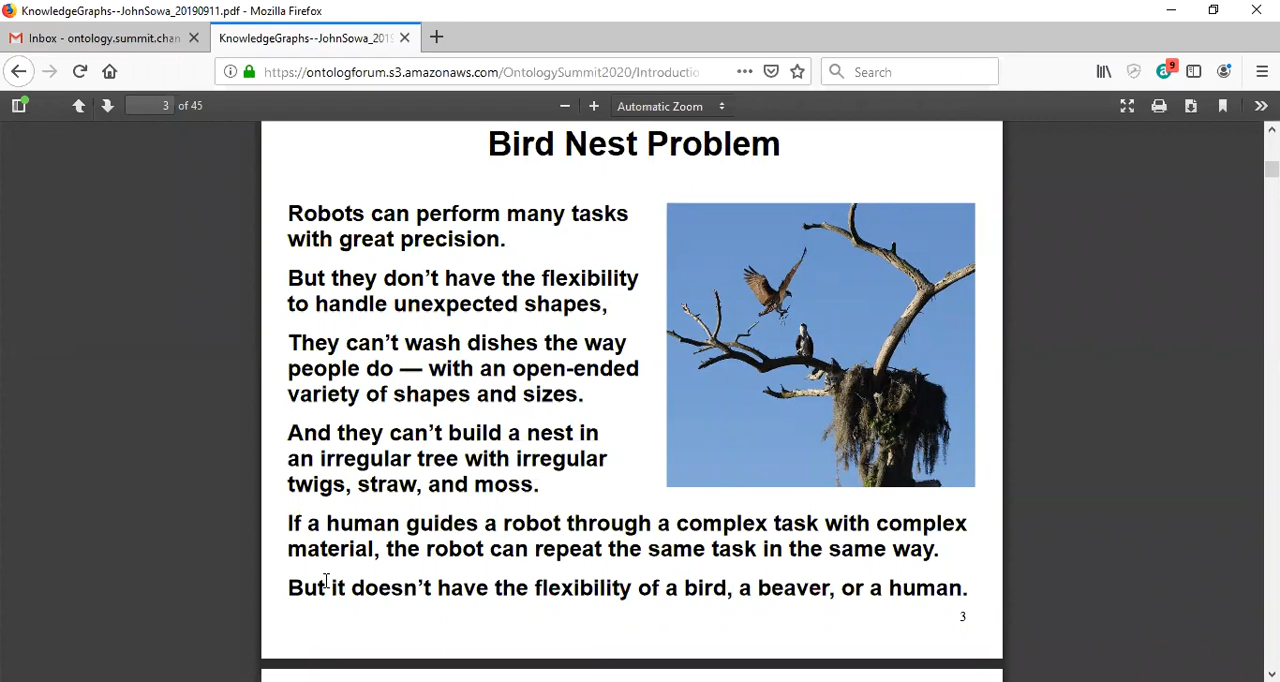 KnowledgeGraphs--JohnSowa_20190911.pdf - Mozilla Firefox
Inbox - ontology.summit.chan
KnowledgeGraphs--JohnSowa_201
https://ontologforum.s3.amazonaws.com/OntologySummit2020/Introductio
Search
9
3 of 45
Automatic Zoom
Bird Nest Problem
Robots can perform many tasks
with great precision.
But they don’t have the flexibility
to handle unexpected shapes,
They can’t wash dishes the way
people do — with an open-ended
variety of shapes and sizes.
And they can’t build a nest in
an irregular tree with irregular
twigs, straw, and moss.
If a human guides a robot through a complex task with complex
material, the robot can repeat the same task in the same way.
But it doesn’t have the flexibility of a bird, a beaver, or a human.
3